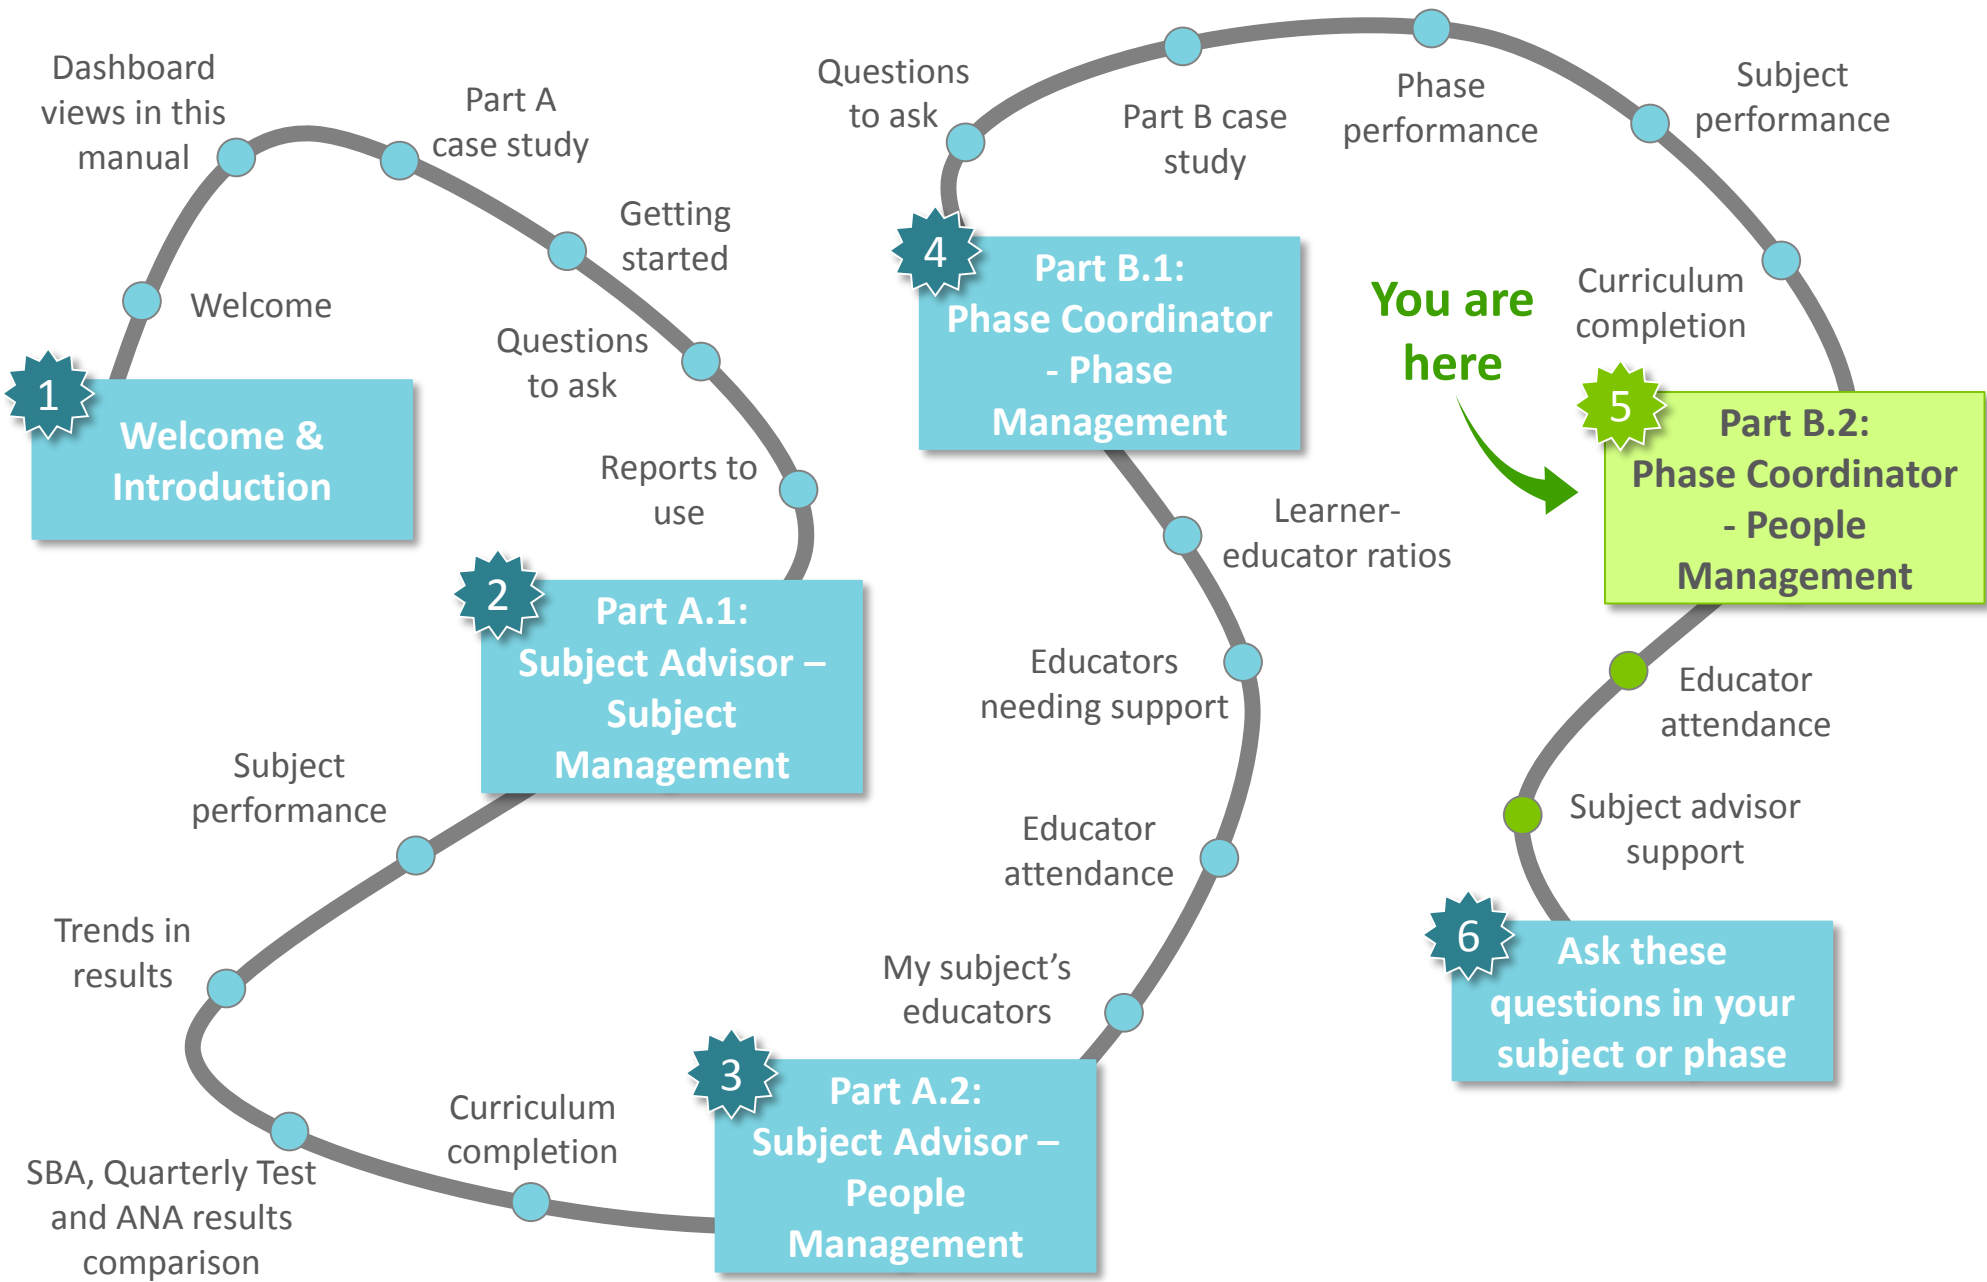 1
Welcome &
Introduction
Welcome
Dashboard
views in this
manual
Part A
case study
Getting
started
Questions
to ask
Reports to
use
2
Part A.1:
Subject Advisor –
Subject
Management
Subject
performance
Trends in
results
SBA, Quarterly Test
and ANA results
comparison
Curriculum
completion
3
Part A.2:
Subject Advisor –
People
Management
My subject’s
educators
Educator
attendance
Educators
needing support
Learner-
educator ratios
4
Part B.1:
Phase Coordinator
- Phase
Management
Questions
to ask
Part B case
study
Phase
performance
Subject
performance
Curriculum
completion
You are
here
5
Part B.2:
Phase Coordinator
- People
Management
Educator
attendance
Subject advisor
support
6
Ask these
questions in your
subject or phase